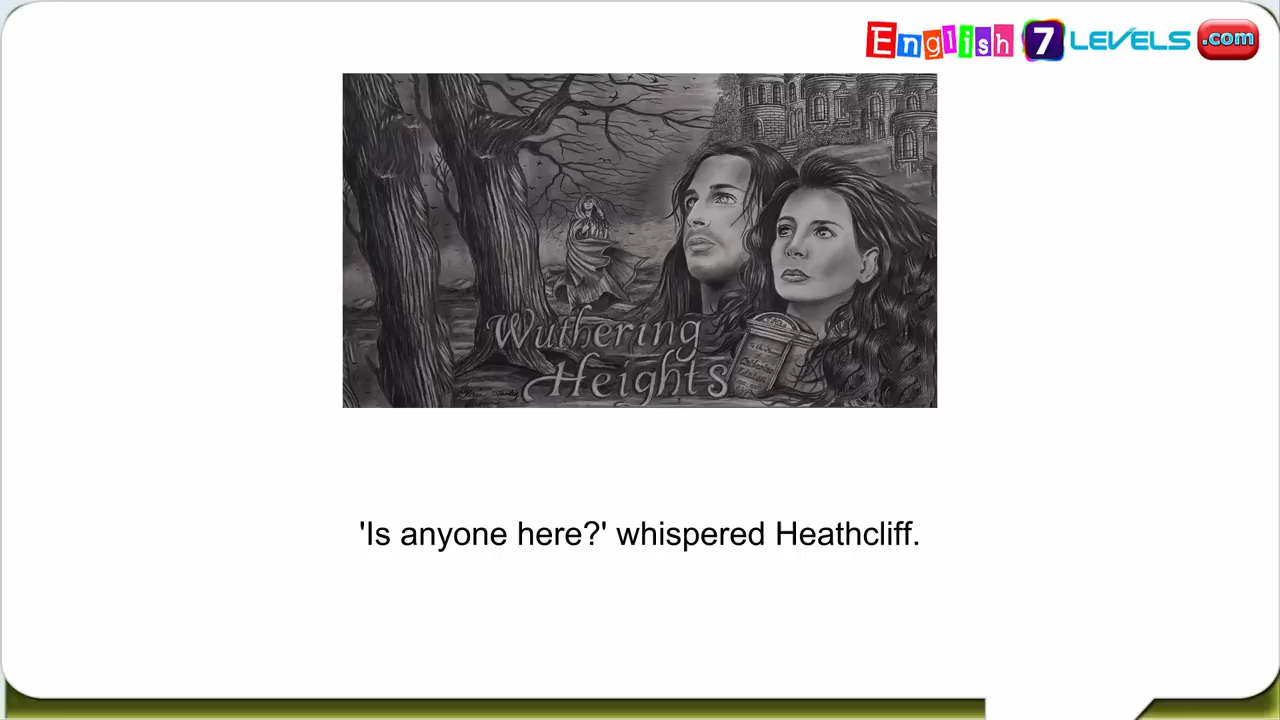 English 7 LEVELS .com
Wuthering
Heights
'Is anyone here?' whispered Heathcliff.